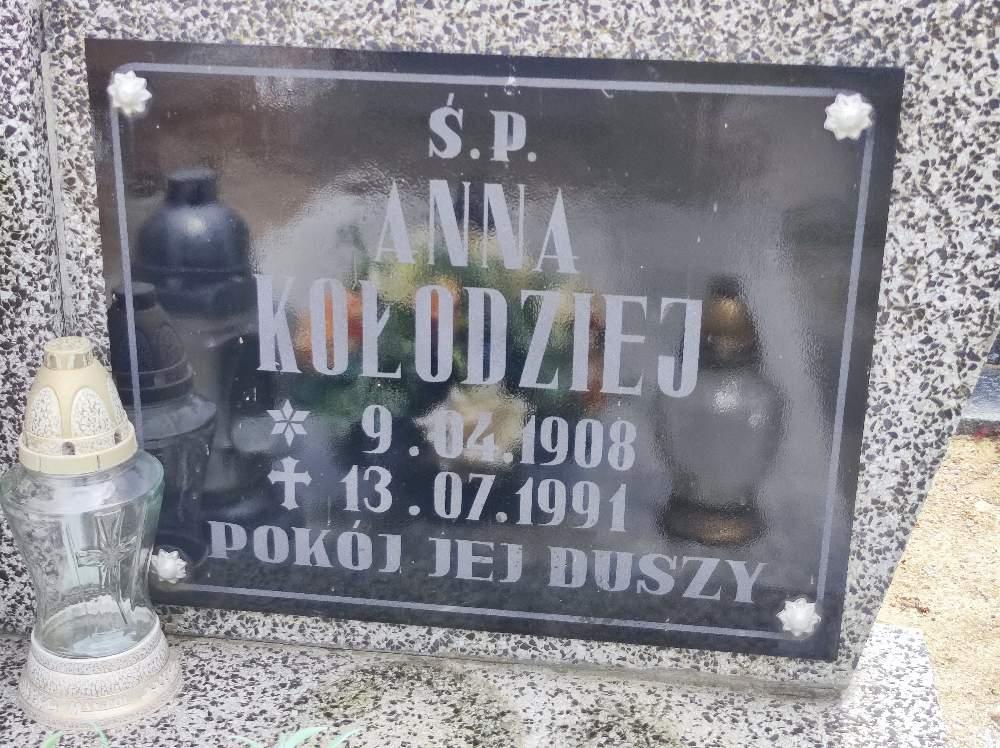 Ś.P.
ANNA
KOŁODZIEJ
9.04.1908
13.07.1991
POKÓJ JEJ DUSZY